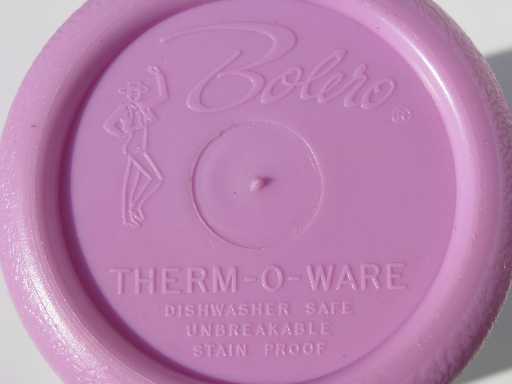 Bolero®
THERM-O-WARE
DISHWASHER SAFE
UNBREAKABLE
STAIN PROOF